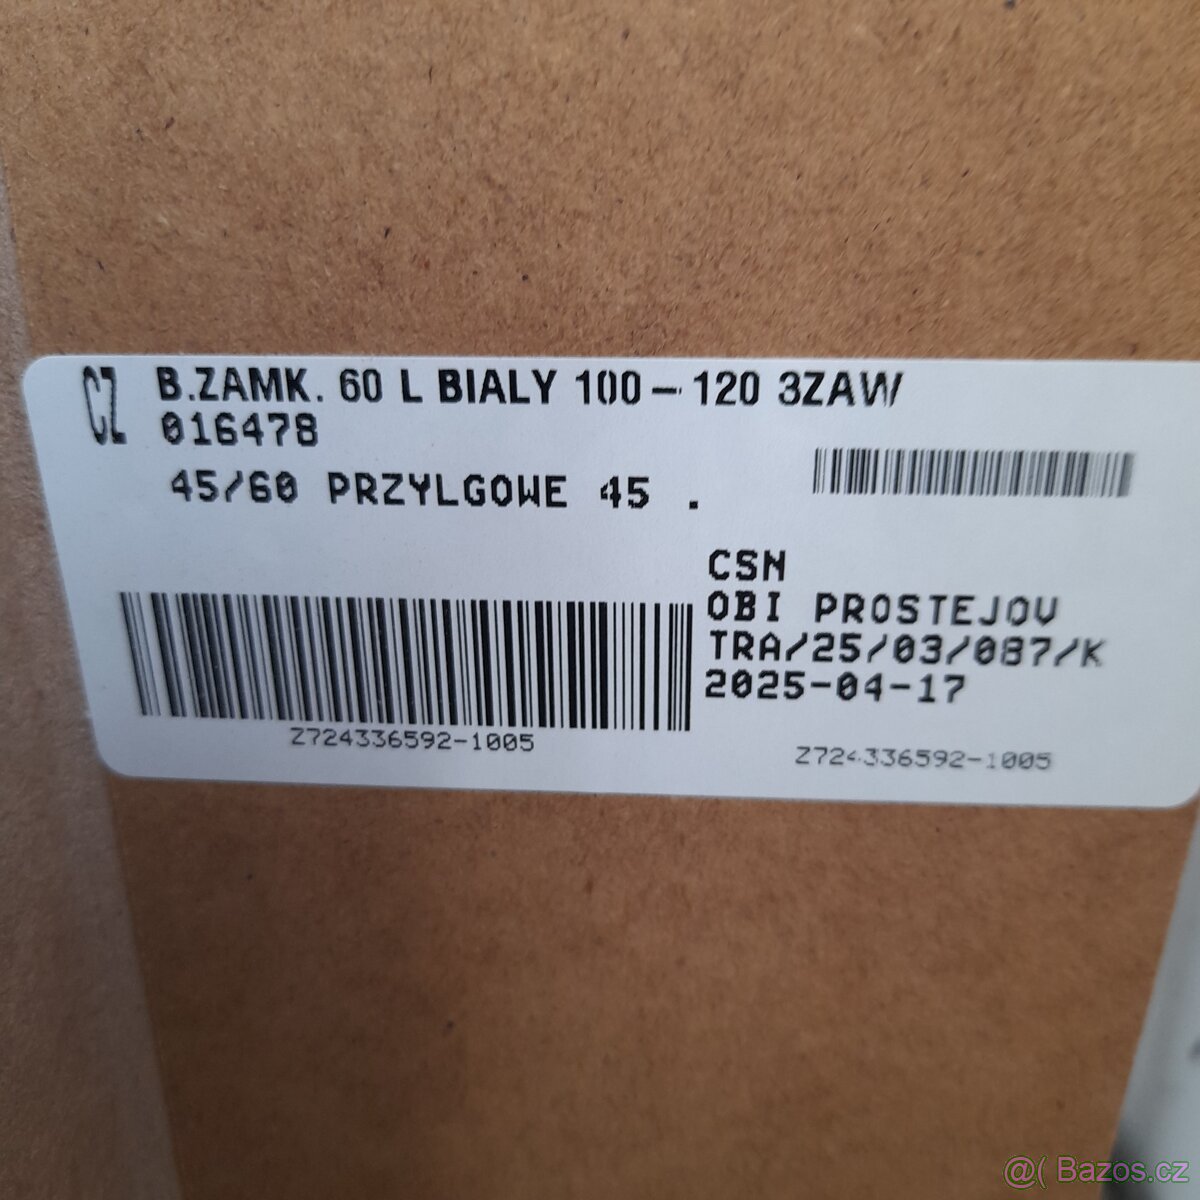 CZ
B.ZAMK. 60 L BIALY 100-120 3ZAW
016478
45/60 PRZYLGOWE 45 .
CSN
OBI PROSTEJOV
TRA/25/03/087/K
2025-04-17
Z724336592-1005
Z724336592-1005
@( Bazos.cz